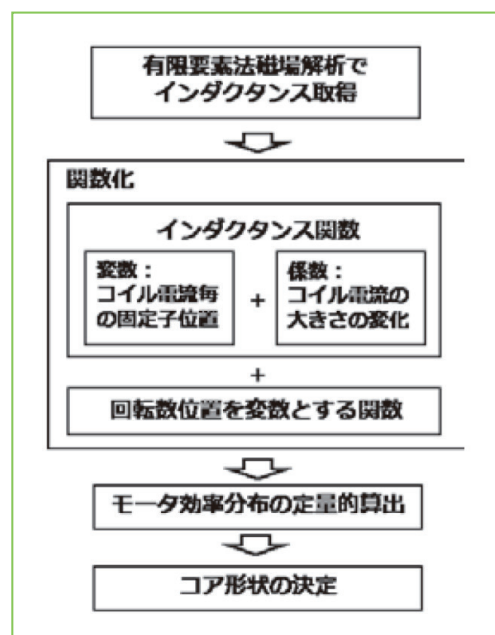 有限要素法磁場解析で
インダクタンス取得
関数化
インダクタンス関数
変数：
コイル電流毎
の固定子位置
+
係数：
コイル電流の
大きさの変化
+
回転数位置を変数とする関数
モータ効率分布の定量的算出
コア形状の決定